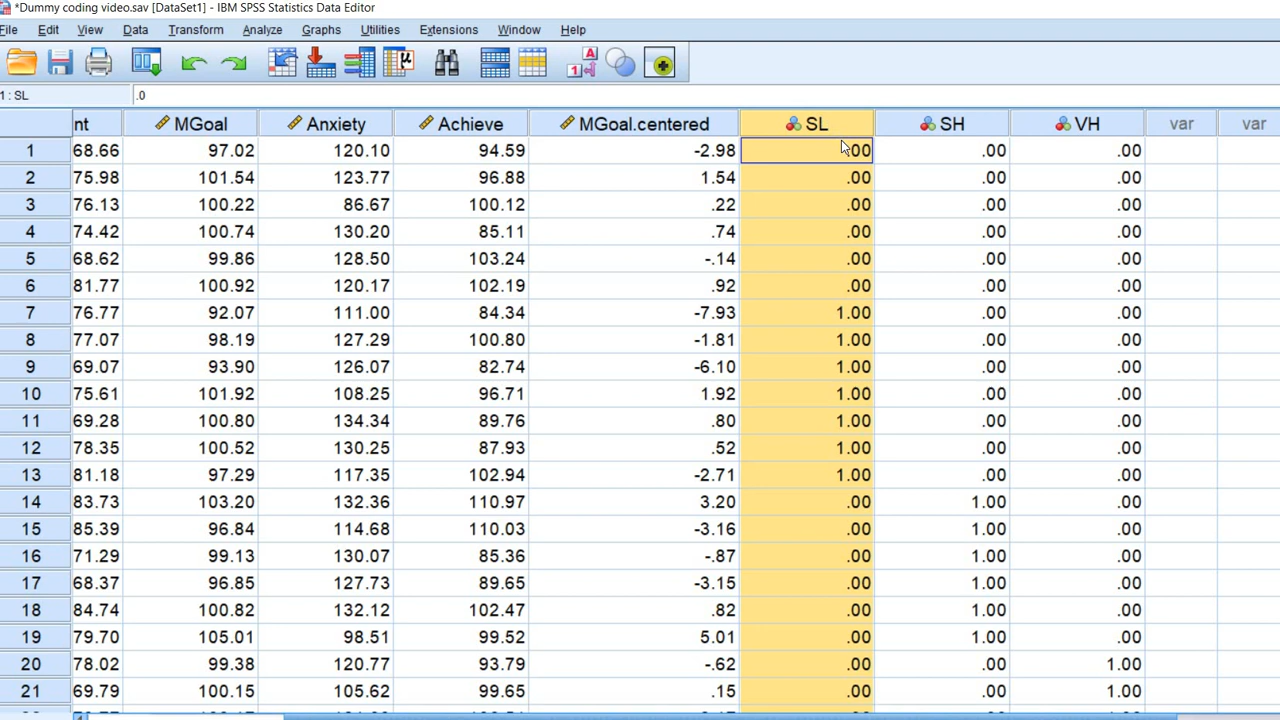 *Dummy coding video.sav [DataSet1] - IBM SPSS Statistics Data Editor
File Edit View Data Transform Analyze Graphs Utilities Extensions Window Help
1 : SL .0
nt MGoal Anxiety Achieve MGoal.centered SL SH VH var var
1 68.66 97.02 120.10 94.59 -2.98 .00 .00 .00
2 75.98 101.54 123.77 96.88 1.54 .00 .00 .00
3 76.13 100.22 86.67 100.12 .22 .00 .00 .00
4 74.42 100.74 130.20 85.11 .74 .00 .00 .00
5 68.62 99.86 128.50 103.24 -.14 .00 .00 .00
6 81.77 100.92 120.17 102.19 .92 .00 .00 .00
7 76.77 92.07 111.00 84.34 -7.93 1.00 .00 .00
8 77.07 98.19 127.29 100.80 -1.81 1.00 .00 .00
9 69.07 93.90 126.07 82.74 -6.10 1.00 .00 .00
10 75.61 101.92 108.25 96.71 1.92 1.00 .00 .00
11 69.28 100.80 134.34 89.76 .80 1.00 .00 .00
12 78.35 100.52 130.25 87.93 .52 1.00 .00 .00
13 81.18 97.29 117.35 102.94 -2.71 1.00 .00 .00
14 83.73 103.20 132.36 110.97 3.20 .00 1.00 .00
15 85.39 96.84 114.68 110.03 -3.16 .00 1.00 .00
16 71.29 99.13 130.07 85.36 -.87 .00 1.00 .00
17 68.37 96.85 127.73 89.65 -3.15 .00 1.00 .00
18 84.74 100.82 132.12 102.47 .82 .00 1.00 .00
19 79.70 105.01 98.51 99.52 5.01 .00 1.00 .00
20 78.02 99.38 120.77 93.79 -.62 .00 .00 1.00
21 69.79 100.15 105.62 99.65 .15 .00 .00 1.00